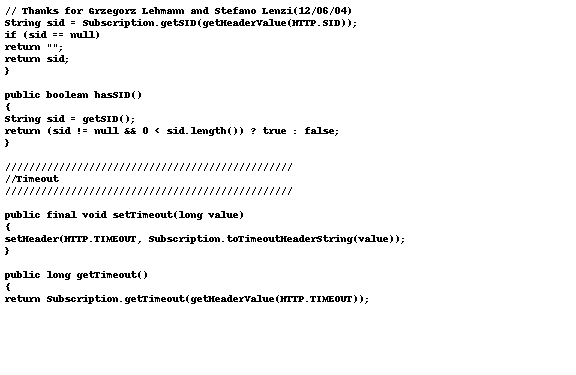 // Thanks for Grzegorz Lehmann and Stefano Lenzi(12/06/04)
String sid = Subscription.getSID(getHeaderValue(HTTP.SID));
if (sid == null)
return "";
return sid;
}

public boolean hasSID()
{
String sid = getSID();
return (sid != null && 0 < sid.length()) ? true : false;
}

////////////////////////////////////////////////
//Timeout
////////////////////////////////////////////////

public final void setTimeout(long value)
{
setHeader(HTTP.TIMEOUT, Subscription.toTimeoutHeaderString(value));
}

public long getTimeout()
{
return Subscription.getTimeout(getHeaderValue(HTTP.TIMEOUT));